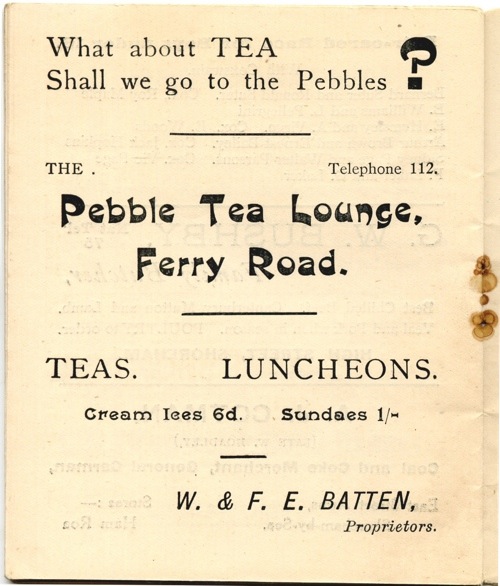 What about TEA
Shall we go to the Pebbles ?
THE .
Telephone 112.
Pebble Tea Lounge,
Ferry Road.
TEAS. LUNCHEONS.
Cream Ices 6d. Sundaes 1/-
W. & F. E. BATTEN,
Proprietors.